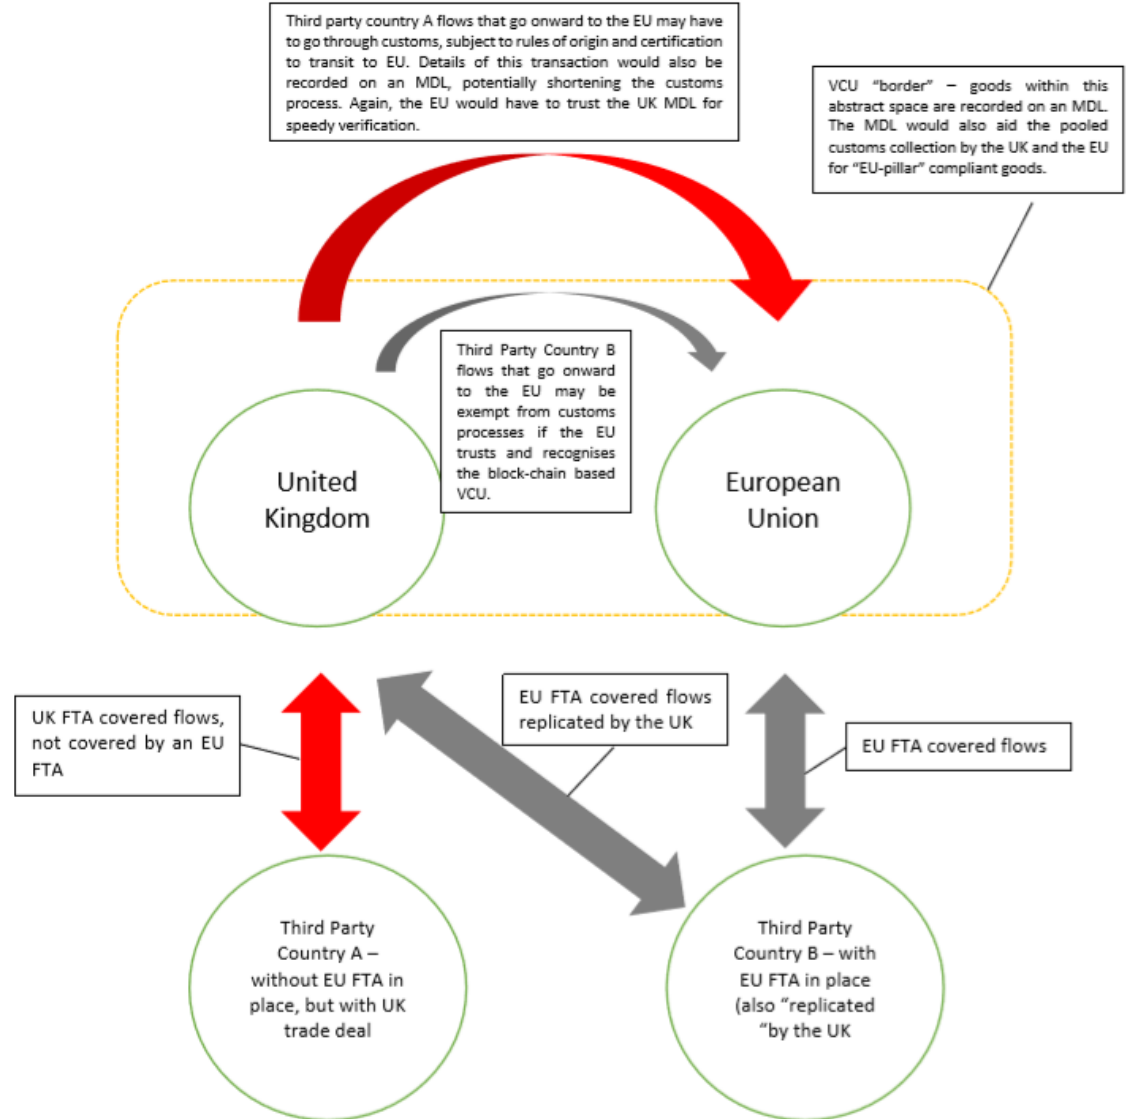 Third party country A flows that go onward to the EU may have
to go through customs, subject to rules of origin and certification
to transit to EU. Details of this transaction would also be
recorded on an MDL, potentially shortening the customs
process. Again, the EU would have to trust the UK MDL for
speedy verification.
VCU “border” – goods within this
abstract space are recorded on an MDL.
The MDL would also aid the pooled
customs collection by the UK and the EU
for “EU-pillar” compliant goods.
Third Party Country B
flows that go onward
to the EU may be
exempt from customs
processes if the EU
trusts and recognises
the block-chain based
VCU.
United
Kingdom
European
Union
UK FTA covered flows,
not covered by an EU
FTA
EU FTA covered flows
replicated by the UK
EU FTA covered flows
Third Party
Country A –
without EU FTA in
place, but with UK
trade deal
Third Party
Country B – with
EU FTA in place
(also “replicated
“by the UK